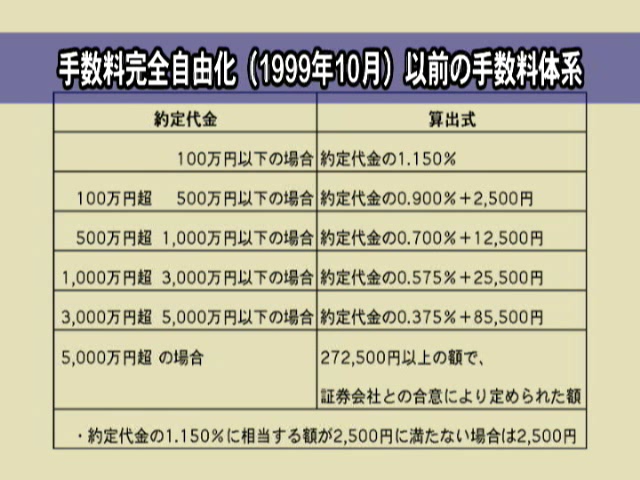 手数料完全自由化（1999年10月）以前の手数料体系
約定代金 算出式
100万円以下の場合 約定代金の1.150％
100万円超 500万円以下の場合 約定代金の0.900％＋2,500円
500万円超 1,000万円以下の場合 約定代金の0.700％＋12,500円
1,000万円超 3,000万円以下の場合 約定代金の0.575％＋25,500円
3,000万円超 5,000万円以下の場合 約定代金の0.375％＋85,500円
5,000万円超 の場合 272,500円以上の額で、
証券会社との合意により定められた額
・約定代金の1.150％に相当する額が2,500円に満たない場合は2,500円